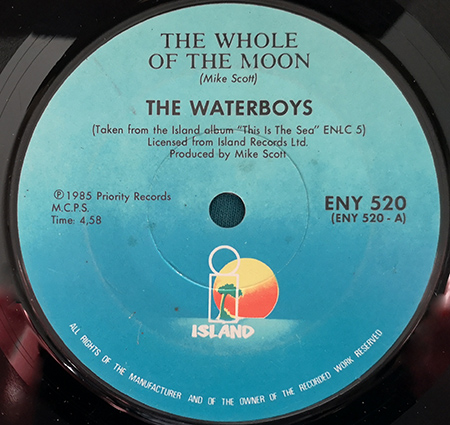 THE WHOLE
OF THE MOON
(Mike Scott)
THE WATERBOYS
(Taken from the Island album "This Is The Sea" ENLC 5)
Licensed from Island Records Ltd.
Produced by Mike Scott
℗ 1985 Priority Records
M.C.P.S.
Time: 4,58
ENY 520
(ENY 520 - A)
ISLAND
ALL RIGHTS OF THE MANUFACTURER AND OF THE OWNER OF THE RECORDED WORK RESERVED